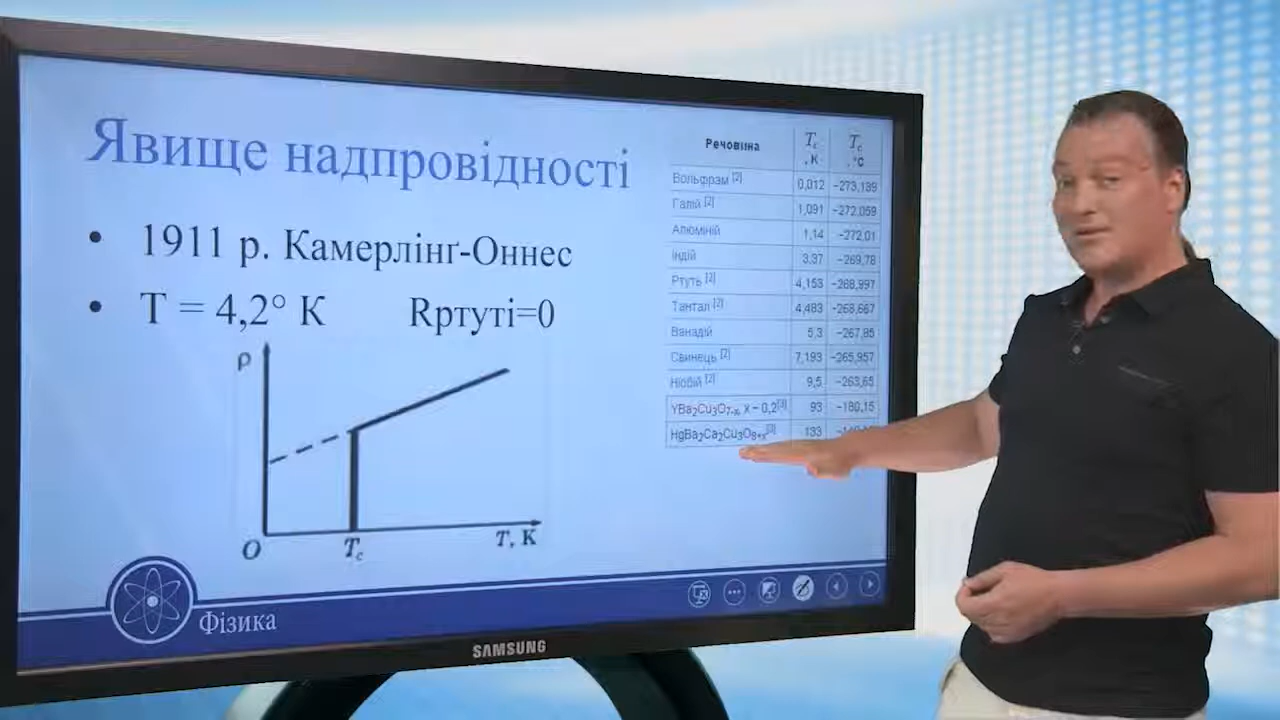 Явище надпровідності
• 1911 р. Камерлінґ-Оннес
• T = 4,2° К Rртуті=0
ρ
O
Tc
T, К
Речовина Tc, К Tc, °C
Вольфрам [2] 0,012 −273,139
Галій [2] 1,091 −272,059
Алюміній 1,14 −272,01
Індій 3,37 −269,78
Ртуть [2] 4,153 −268,997
Тантал [2] 4,483 −268,667
Ванадій 5,3 −267,85
Свинець [2] 7,193 −265,957
Ніобій [2] 9,5 −263,65
YBa2Cu3O7-x, x − 0,2[3] 93 −180,15
HgBa2Ca2Cu3O8+x[3] 133
Фізика
SAMSUNG